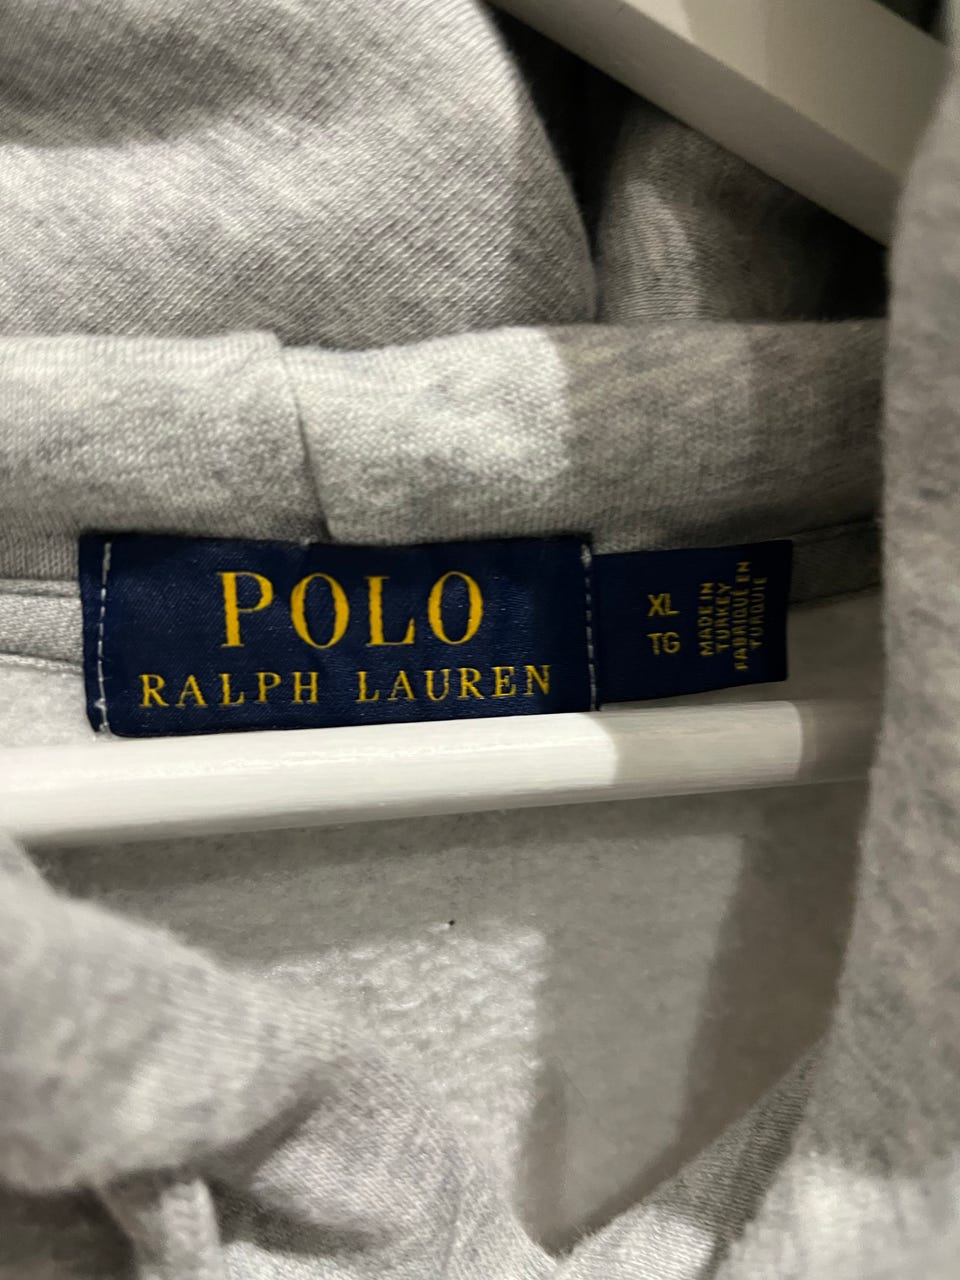 POLO
RALPH LAUREN
XL
TG
MADE IN
TURKEY
FABRIQUÉ EN
TURQUIE